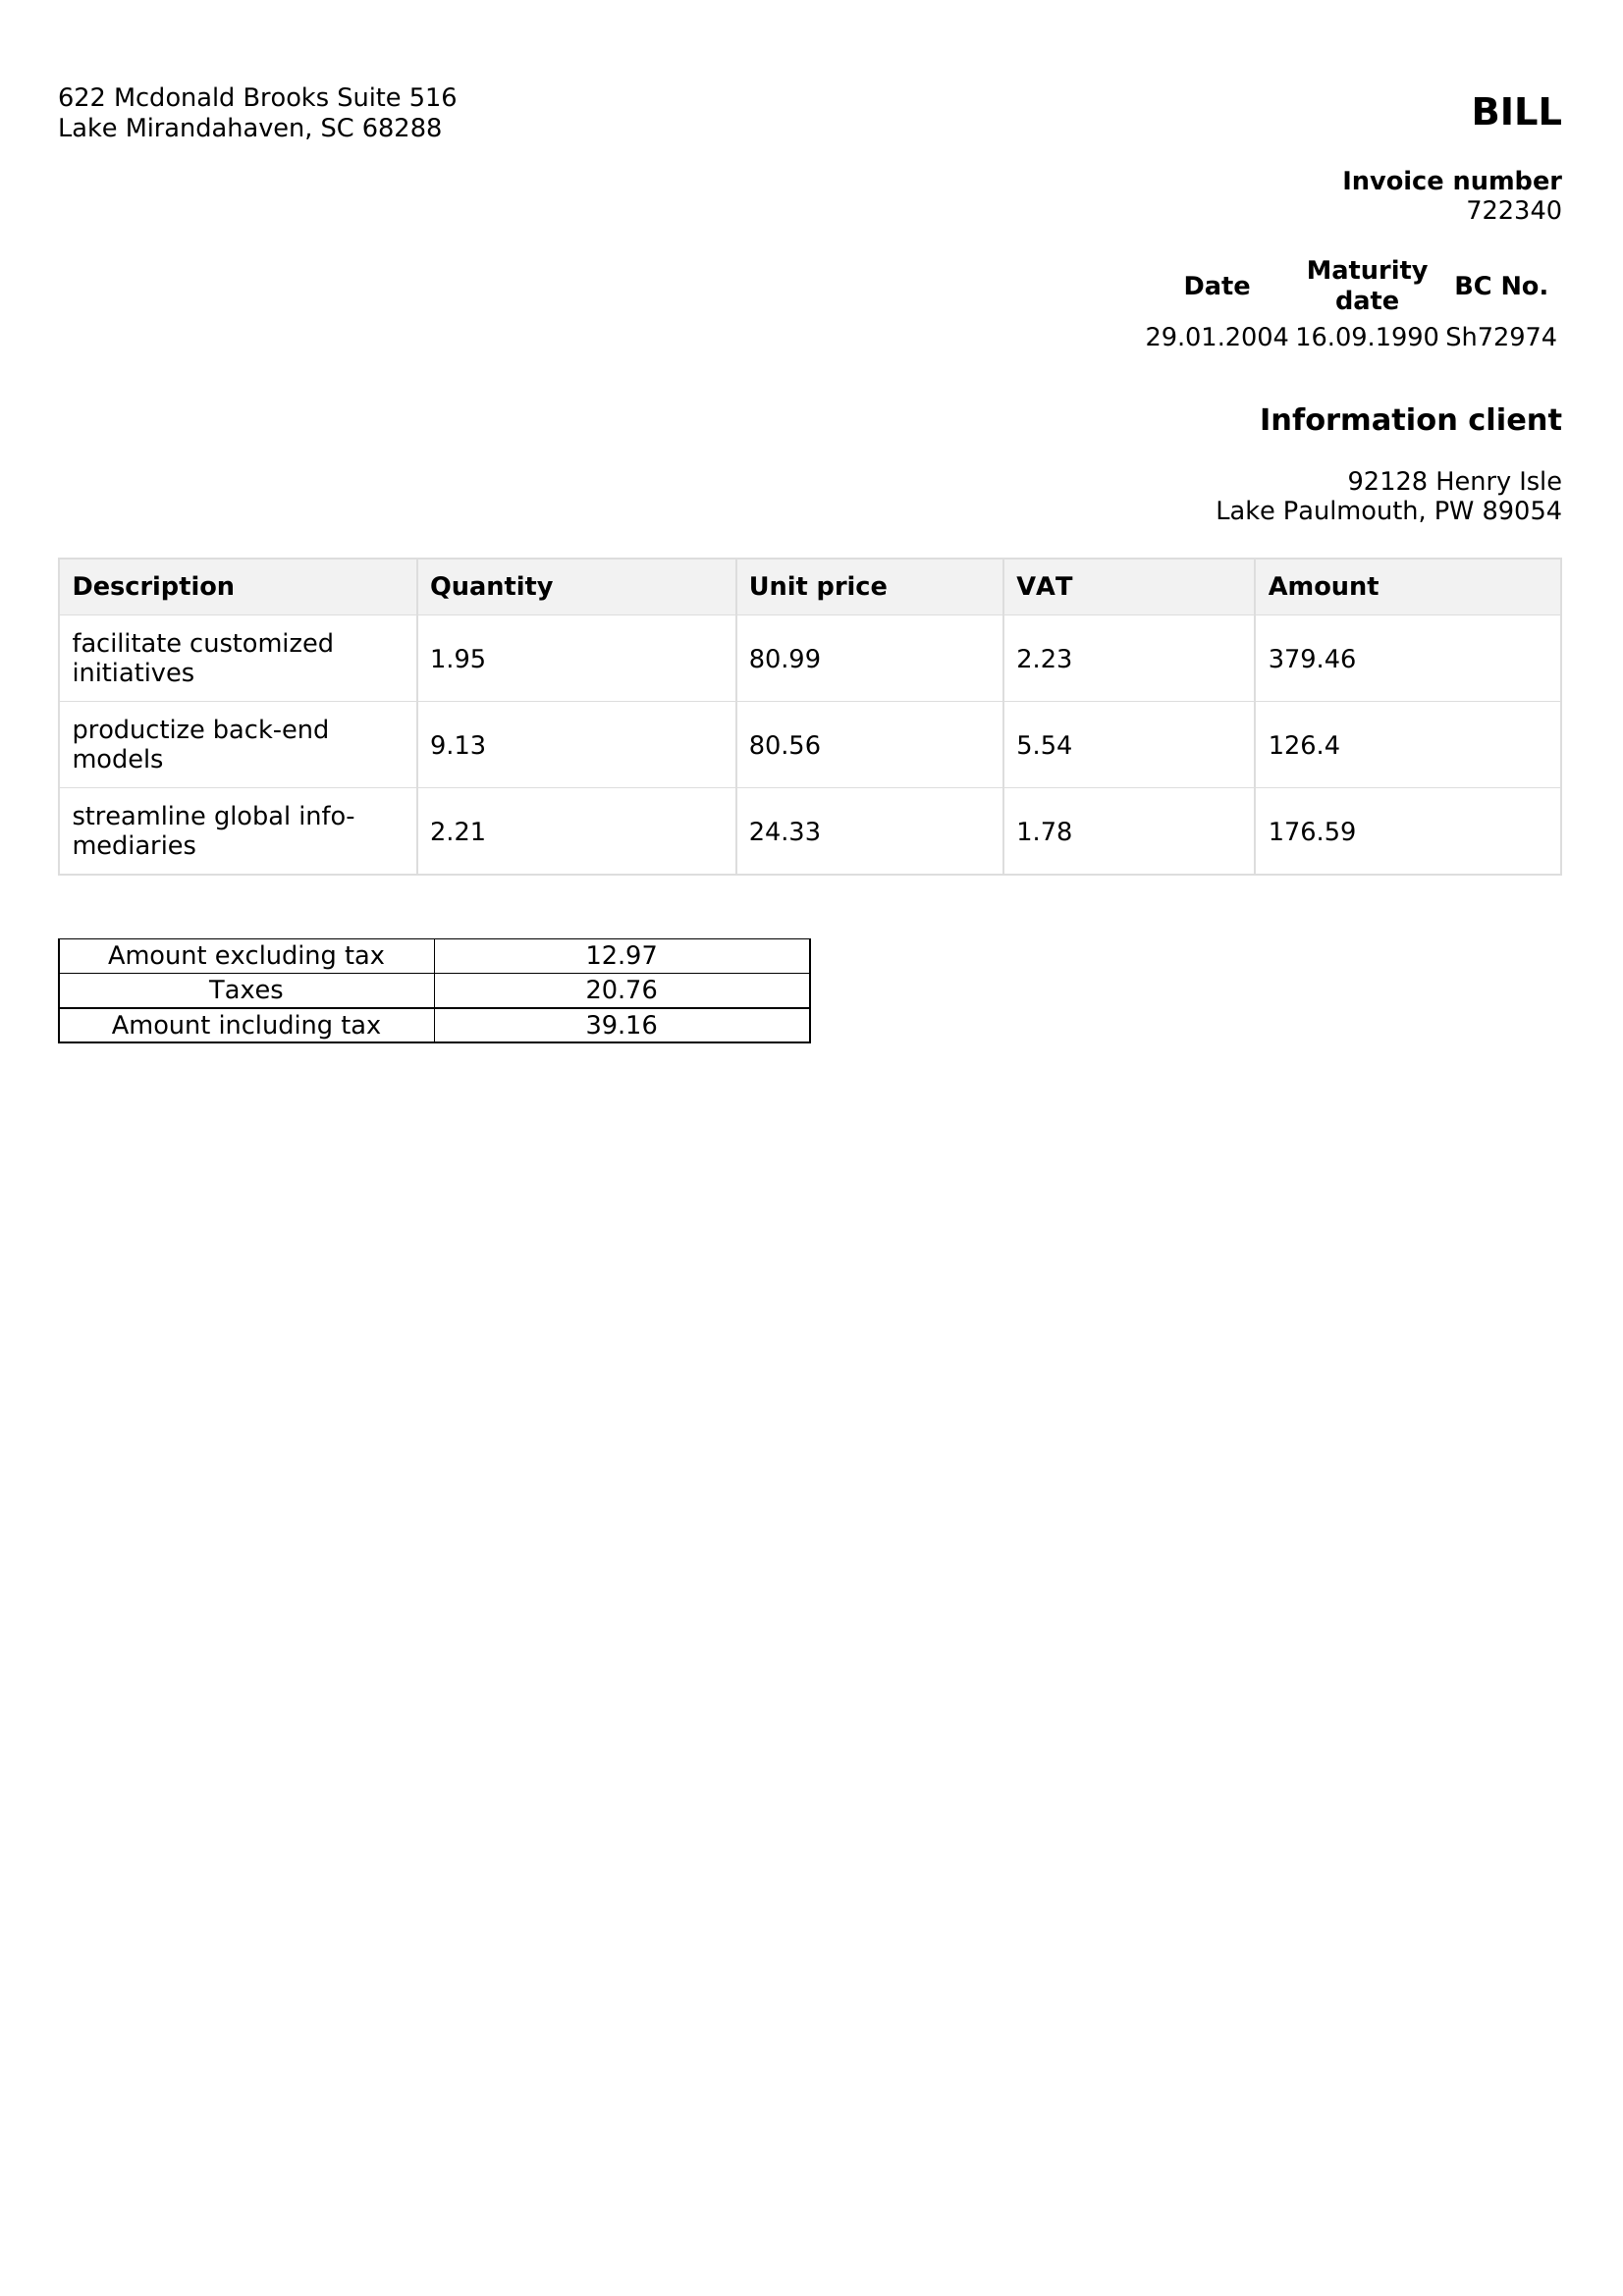 622 Mcdonald Brooks Suite 516
Lake Mirandahaven, SC 68288
BILL
Invoice number
722340
Date Maturity date BC No.
29.01.2004 16.09.1990 Sh72974
Information client
92128 Henry Isle
Lake Paulmouth, PW 89054
Description Quantity Unit price VAT Amount
facilitate customized
initiatives 1.95 80.99 2.23 379.46
productize back-end
models 9.13 80.56 5.54 126.4
streamline global info-
mediaries 2.21 24.33 1.78 176.59
Amount excluding tax 12.97
Taxes 20.76
Amount including tax 39.16